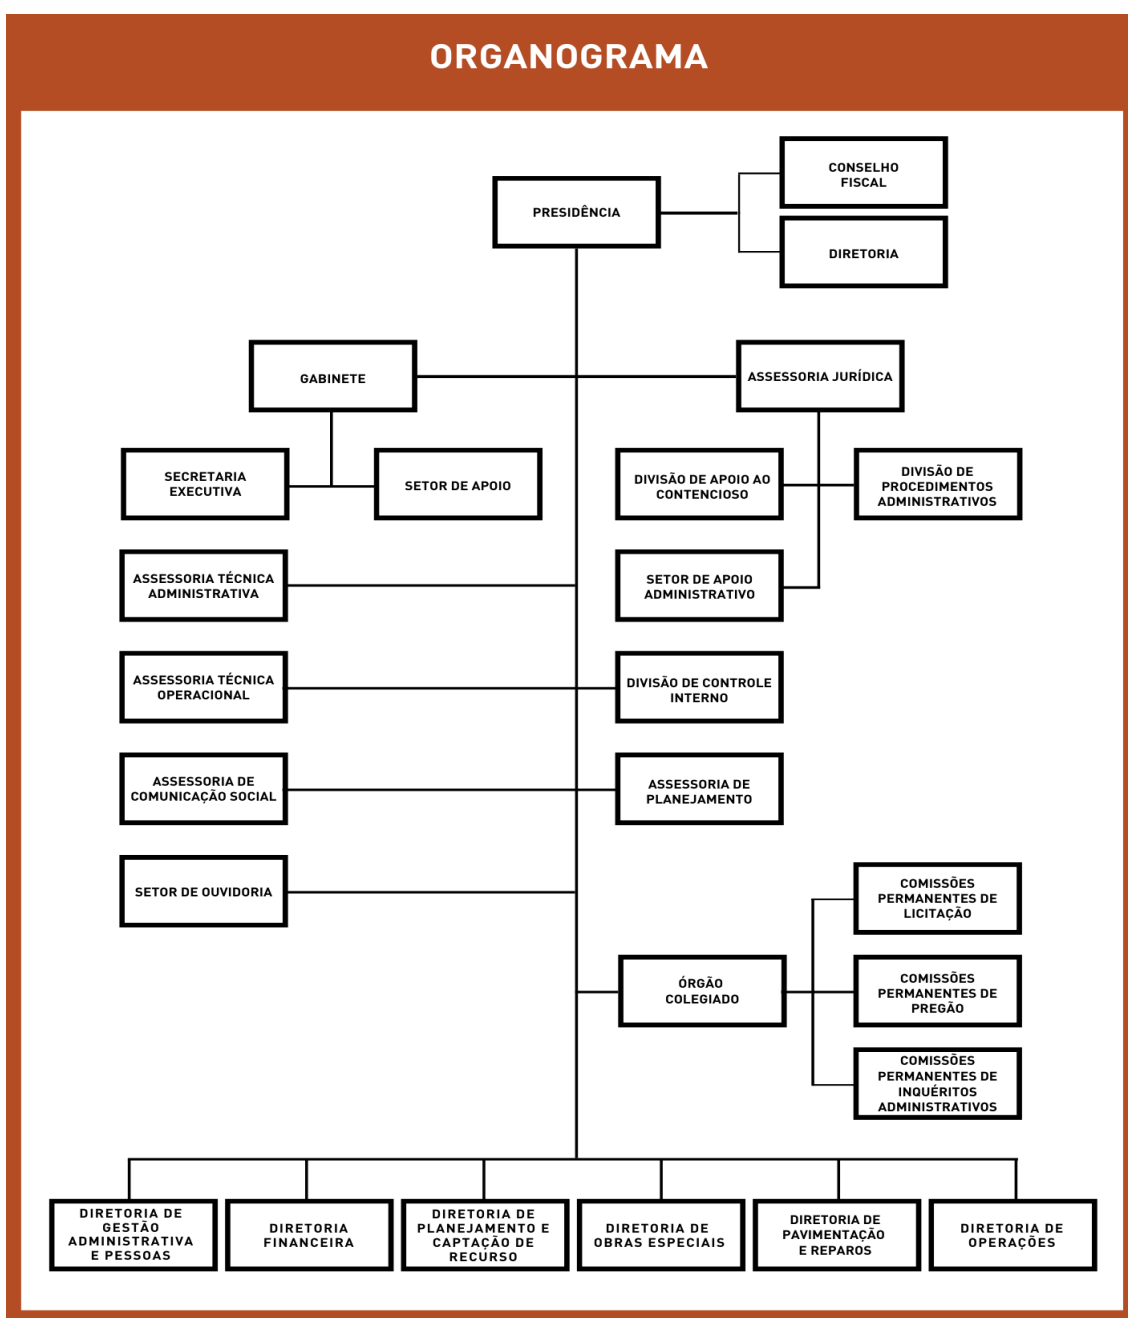 ORGANOGRAMA
CONSELHO
FISCAL
PRESIDÊNCIA
DIRETORIA
GABINETE
ASSESSORIA JURÍDICA
SECRETARIA
EXECUTIVA
SETOR DE APOIO
DIVISÃO DE APOIO AO
CONTENCIOSO
DIVISÃO DE
PROCEDIMENTOS
ADMINISTRATIVOS
ASSESSORIA TÉCNICA
ADMINISTRATIVA
SETOR DE APOIO
ADMINISTRATIVO
ASSESSORIA TÉCNICA
OPERACIONAL
DIVISÃO DE CONTROLE
INTERNO
ASSESSORIA DE
COMUNICAÇÃO SOCIAL
ASSESSORIA DE
PLANEJAMENTO
SETOR DE OUVIDORIA
COMISSÕES
PERMANENTES DE
LICITAÇÃO
ÓRGÃO
COLEGIADO
COMISSÕES
PERMANENTES DE
PREGÃO
COMISSÕES
PERMANENTES DE
INQUÉRITOS
ADMINISTRATIVOS
DIRETORIA DE
GESTÃO
ADMINISTRATIVA
E PESSOAS
DIRETORIA
FINANCEIRA
DIRETORIA DE
PLANEJAMENTO E
CAPTAÇÃO DE
RECURSO
DIRETORIA DE
OBRAS ESPECIAIS
DIRETORIA DE
PAVIMENTAÇÃO
E REPAROS
DIRETORIA DE
OPERAÇÕES